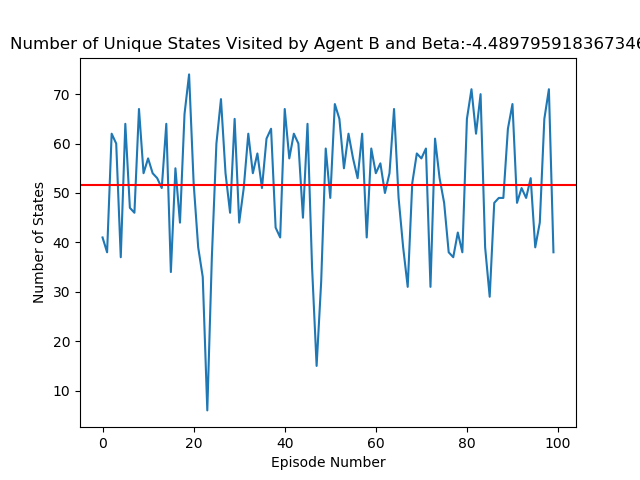 Number of Unique States Visited by Agent B and Beta:-4.489795918367346
Number of States
70
60
50
40
30
20
10
0 20 40 60 80 100
Episode Number